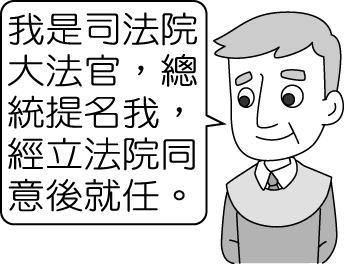 我是司法院
大法官，總
統提名我，
經立法院同
意後就任。